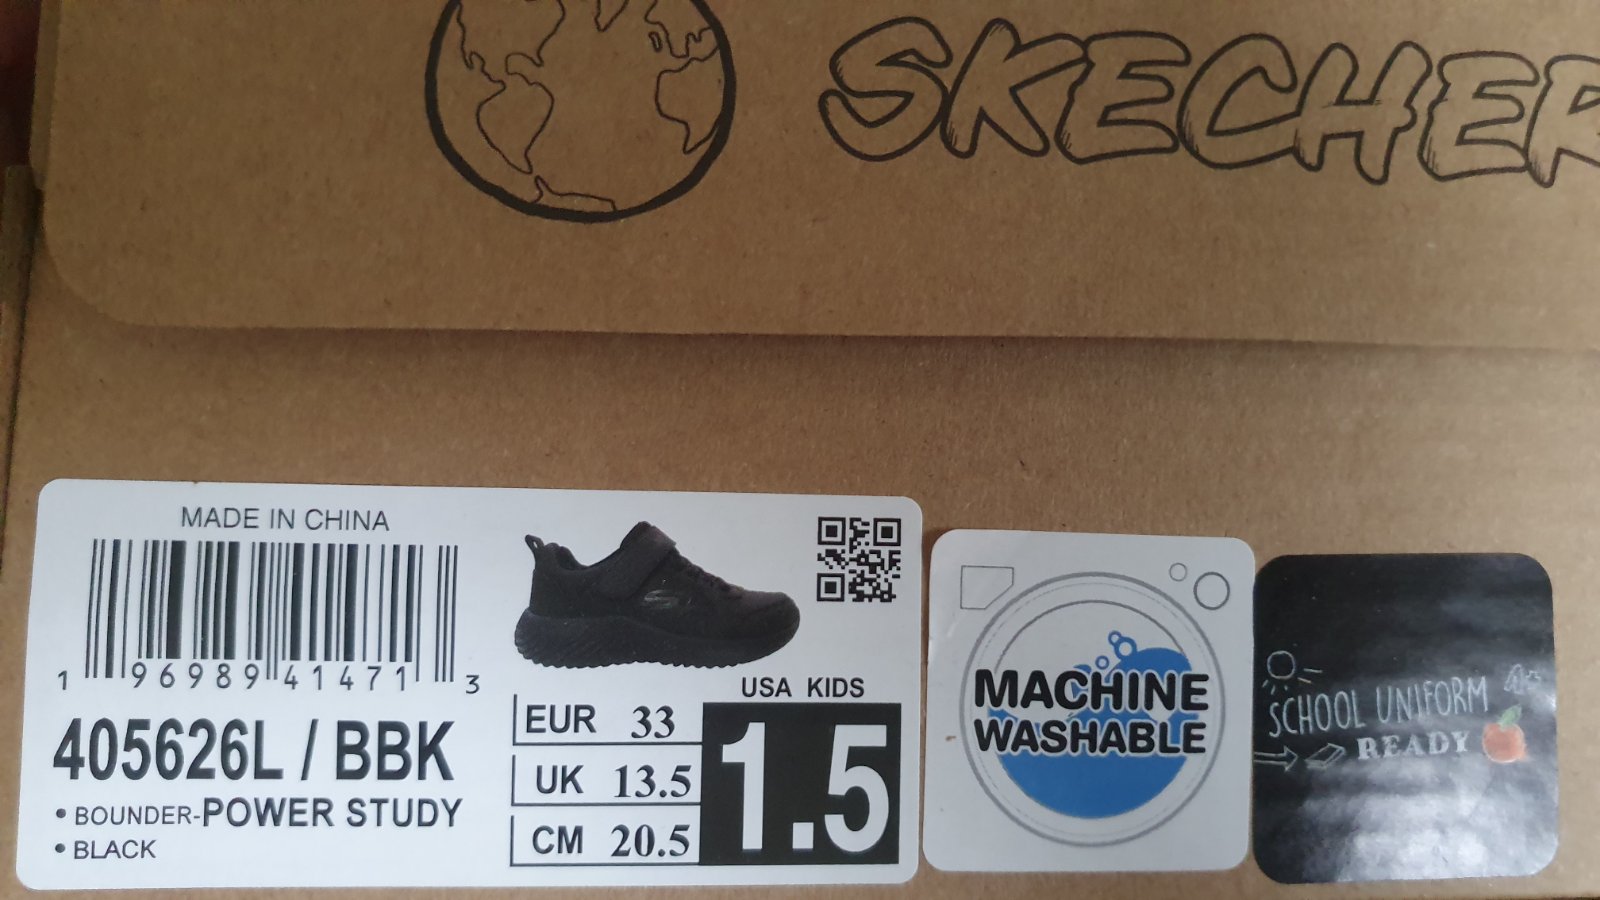 SKECHER
MADE IN CHINA
1 96989 41471 3
405626L / BBK
• BOUNDER-POWER STUDY
• BLACK
USA KIDS
1.5
EUR 33
UK 13.5
CM 20.5
MACHINE
WASHABLE
SCHOOL UNIFORM
READY